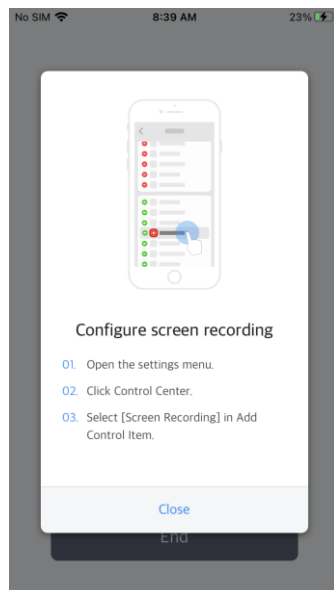 No SIM 8:39 AM 23%
Configure screen recording
01. Open the settings menu.
02. Click Control Center.
03. Select [Screen Recording] in Add
Control Item.
Close
End